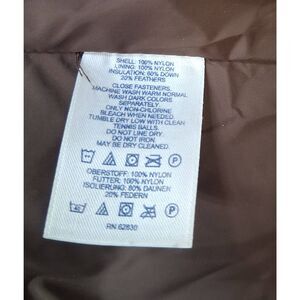 SHELL: 100% NYLON
LINING: 100% NYLON
INSULATION: 80% DOWN
20% FEATHERS
CLOSE FASTENERS,
MACHINE WASH WARM NORMAL
WASH DARK COLORS
SEPARATELY.
ONLY NON-CHLORINE
BLEACH WHEN NEEDED
TUMBLE DRY LOW WITH CLEAN
TENNIS BALLS.
DO NOT LINE DRY.
DO NOT IRON.
MAY BE DRY CLEANED.
P
OBERSTOFF: 100% NYLON
FUTTER: 100% NYLON
ISOLIERUNG: 80% DAUNEN
20% FEDERN
40 P
RN 62830